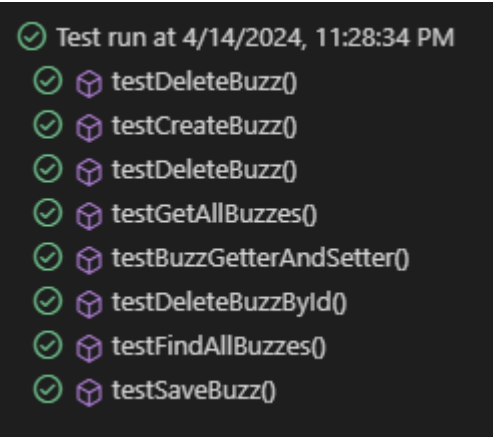 Test run at 4/14/2024, 11:28:34 PM
testDeleteBuzz()
testCreateBuzz()
testDeleteBuzz()
testGetAllBuzzes()
testBuzzGetterAndSetter()
testDeleteBuzzById()
testFindAllBuzzes()
testSaveBuzz()